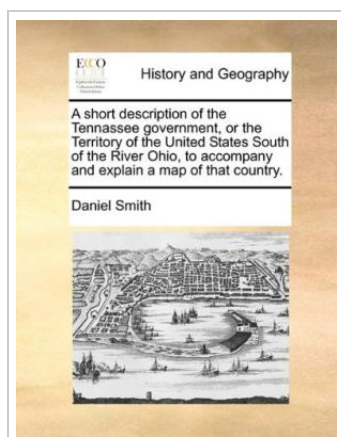 ECCO
History and Geography
A short description of the
Tennassee government, or the
Territory of the United States South
of the River Ohio, to accompany
and explain a map of that country.
Daniel Smith